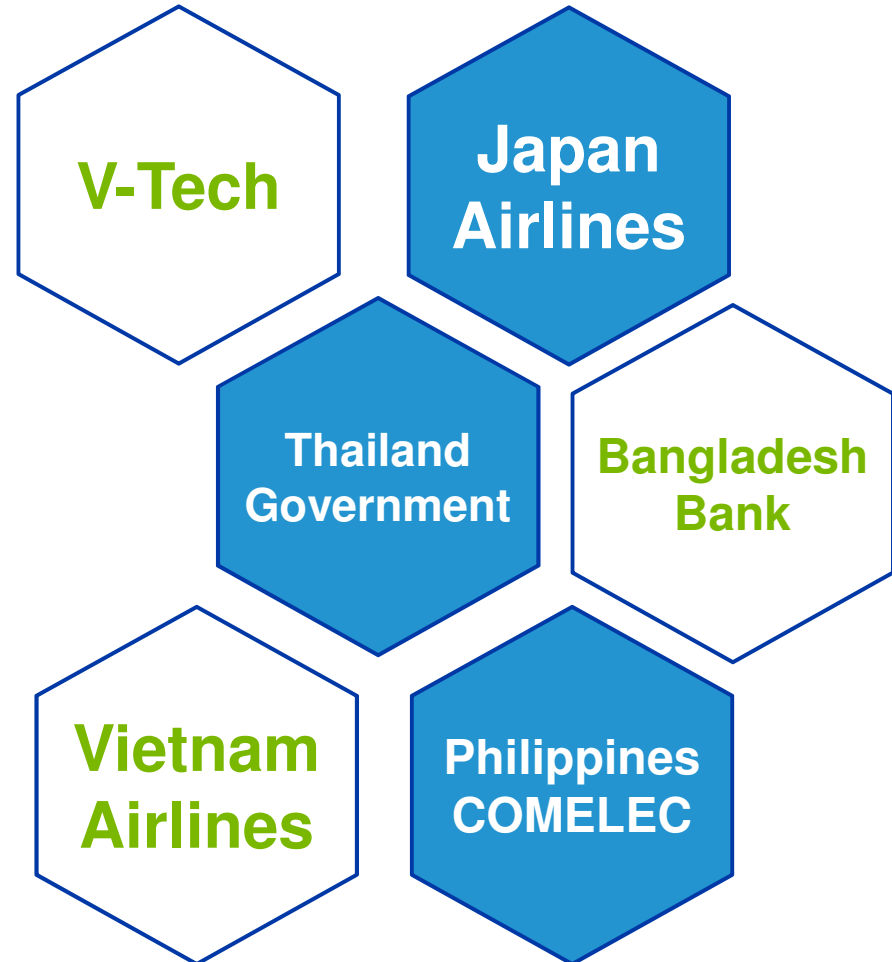 V-Tech
Japan
Airlines
Thailand
Government
Bangladesh
Bank
Vietnam
Airlines
Philippines
COMELEC